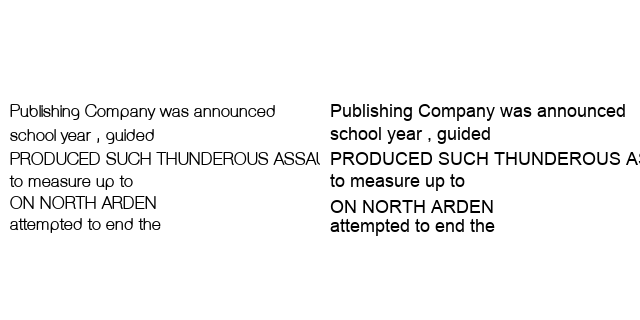 Publishing Company was announced Publishing Company was announced
school year , guided school year , guided
PRODUCED SUCH THUNDEROUS PRODUCED SUCH THUNDEROUS
to measure up to to measure up to
ON NORTH ARDEN ON NORTH ARDEN
attempted to end the attempted to end the